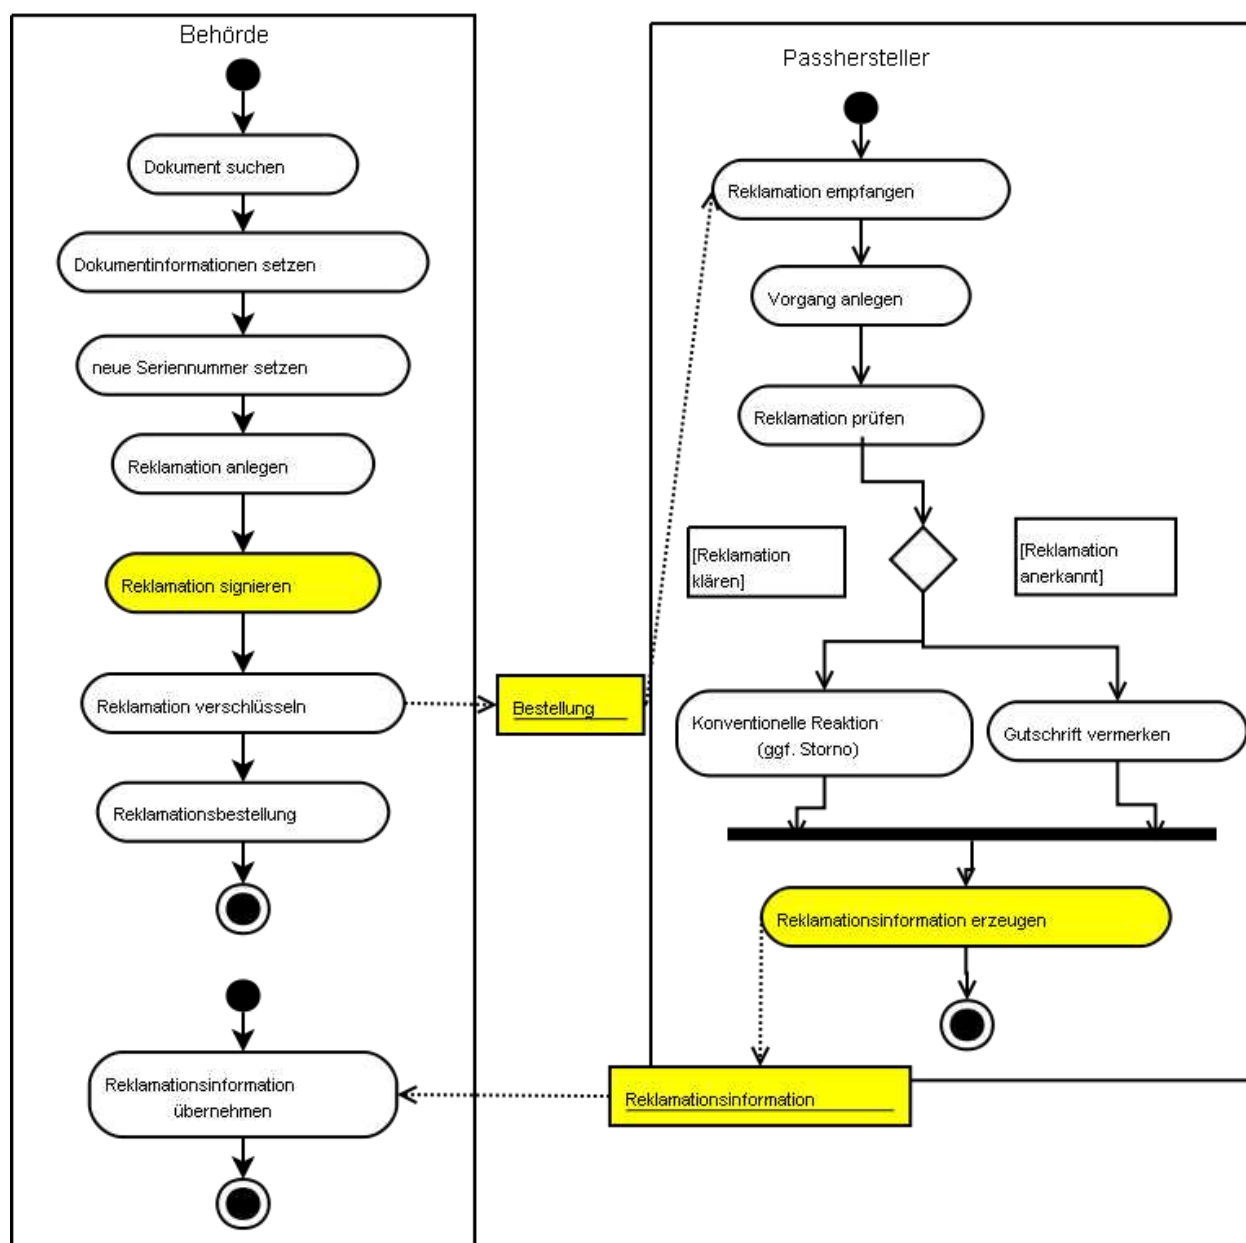 Behörde
Dokument suchen
Dokumentinformationen setzen
neue Seriennummer setzen
Reklamation anlegen
Reklamation signieren
Reklamation verschlüsseln
Reklamationsbestellung
Reklamationsinformation
übernehmen
Bestellung
Passhersteller
Reklamation empfangen
Vorgang anlegen
Reklamation prüfen
[Reklamation
klären]
[Reklamation
anerkannt]
Konventionelle Reaktion
(ggf. Storno)
Gutschrift vermerken
Reklamationsinformation erzeugen
Reklamationsinformation